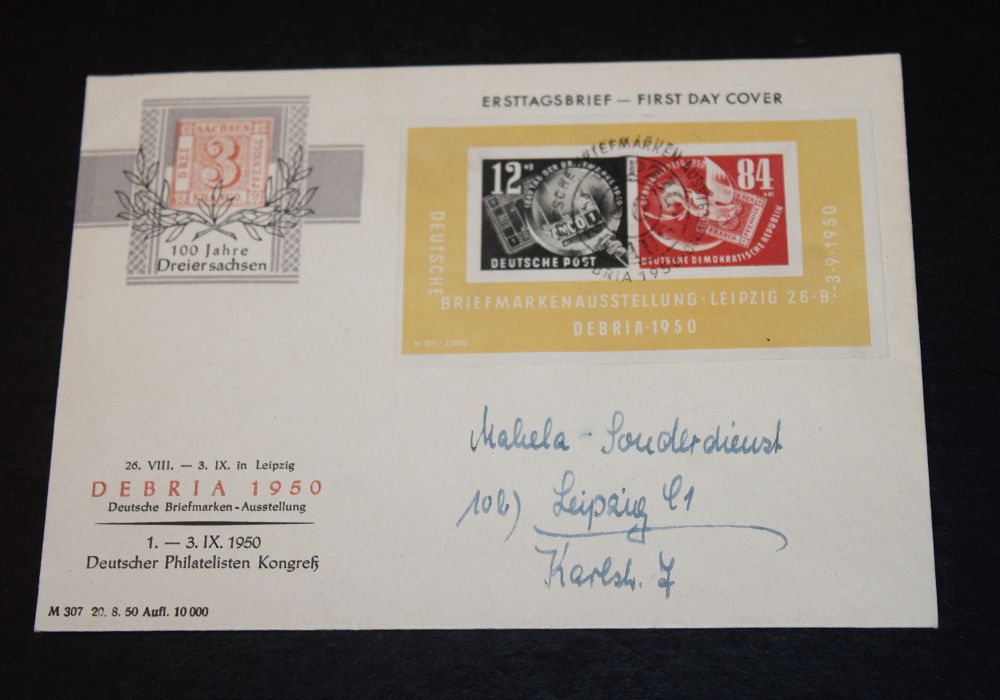 ERSTTAGSBRIEF — FIRST DAY COVER
SACHSEN
DREI
3
PFENNIGE
FRANCO
100 Jahre
Dreiersachsen
12
84
DEUTSCHE POST
DEUTSCHE DEMOKRATISCHE REPUBLIK
DEUTSCHE
BRIEFMARKENAUSSTELLUNG · LEIPZIG 26·8·-3·9·1950
DEBRIA·1950
Mahela - Sonderdienst
10b) Leipzig C1
Karlstr. 7
26. VIII. — 3. IX. in Leipzig
DEBRIA 1950
Deutsche Briefmarken-Ausstellung
1. — 3. IX. 1950
Deutscher Philatelisten Kongreß
M 307 20. 8. 50 Aufl. 10 000